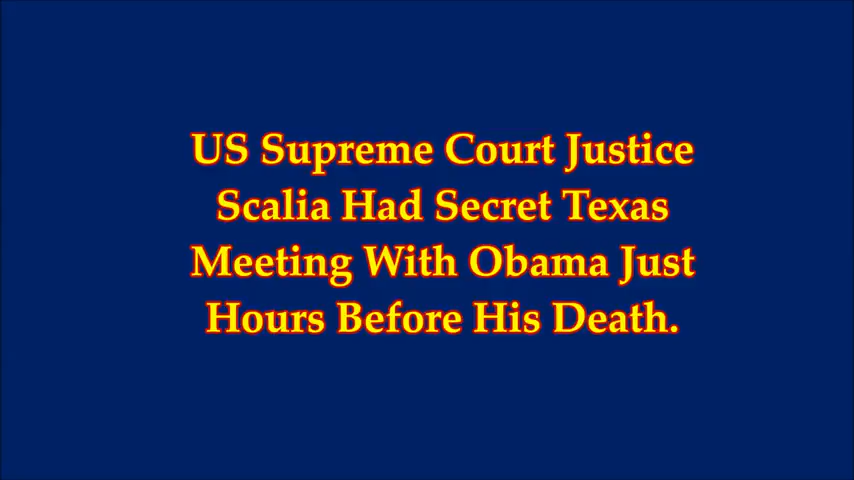 US Supreme Court Justice
Scalia Had Secret Texas
Meeting With Obama Just
Hours Before His Death.